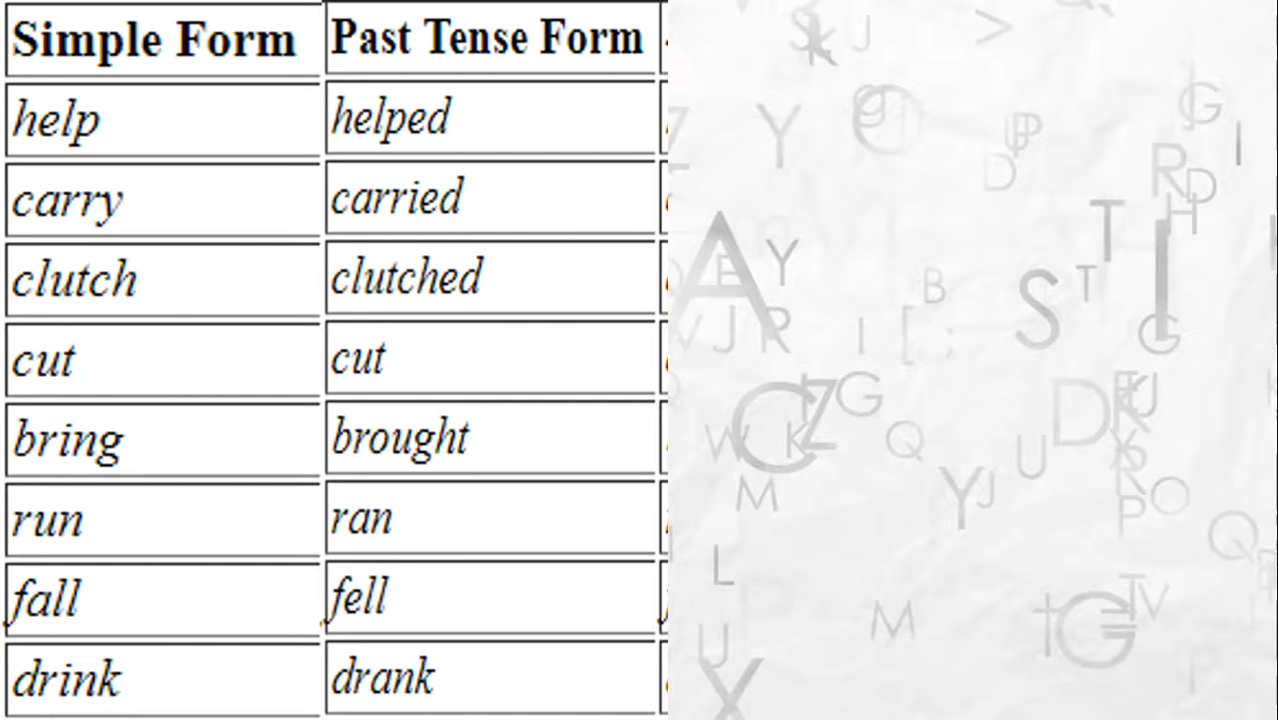 Simple Form Past Tense Form
help helped
carry carried
clutch clutched
cut cut
bring brought
run ran
fall fell
drink drank